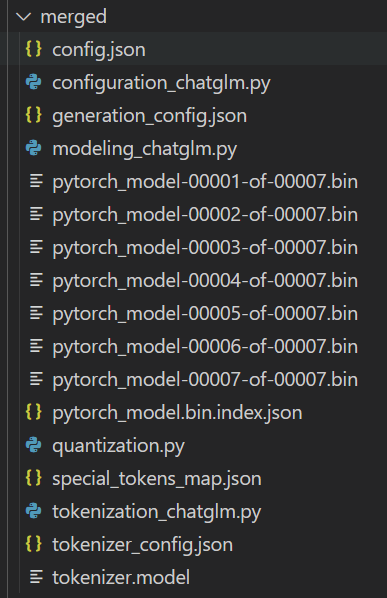 merged
{} config.json
configuration_chatglm.py
{} generation_config.json
modeling_chatglm.py
pytorch_model-00001-of-00007.bin
pytorch_model-00002-of-00007.bin
pytorch_model-00003-of-00007.bin
pytorch_model-00004-of-00007.bin
pytorch_model-00005-of-00007.bin
pytorch_model-00006-of-00007.bin
pytorch_model-00007-of-00007.bin
{} pytorch_model.bin.index.json
quantization.py
{} special_tokens_map.json
tokenization_chatglm.py
{} tokenizer_config.json
tokenizer.model